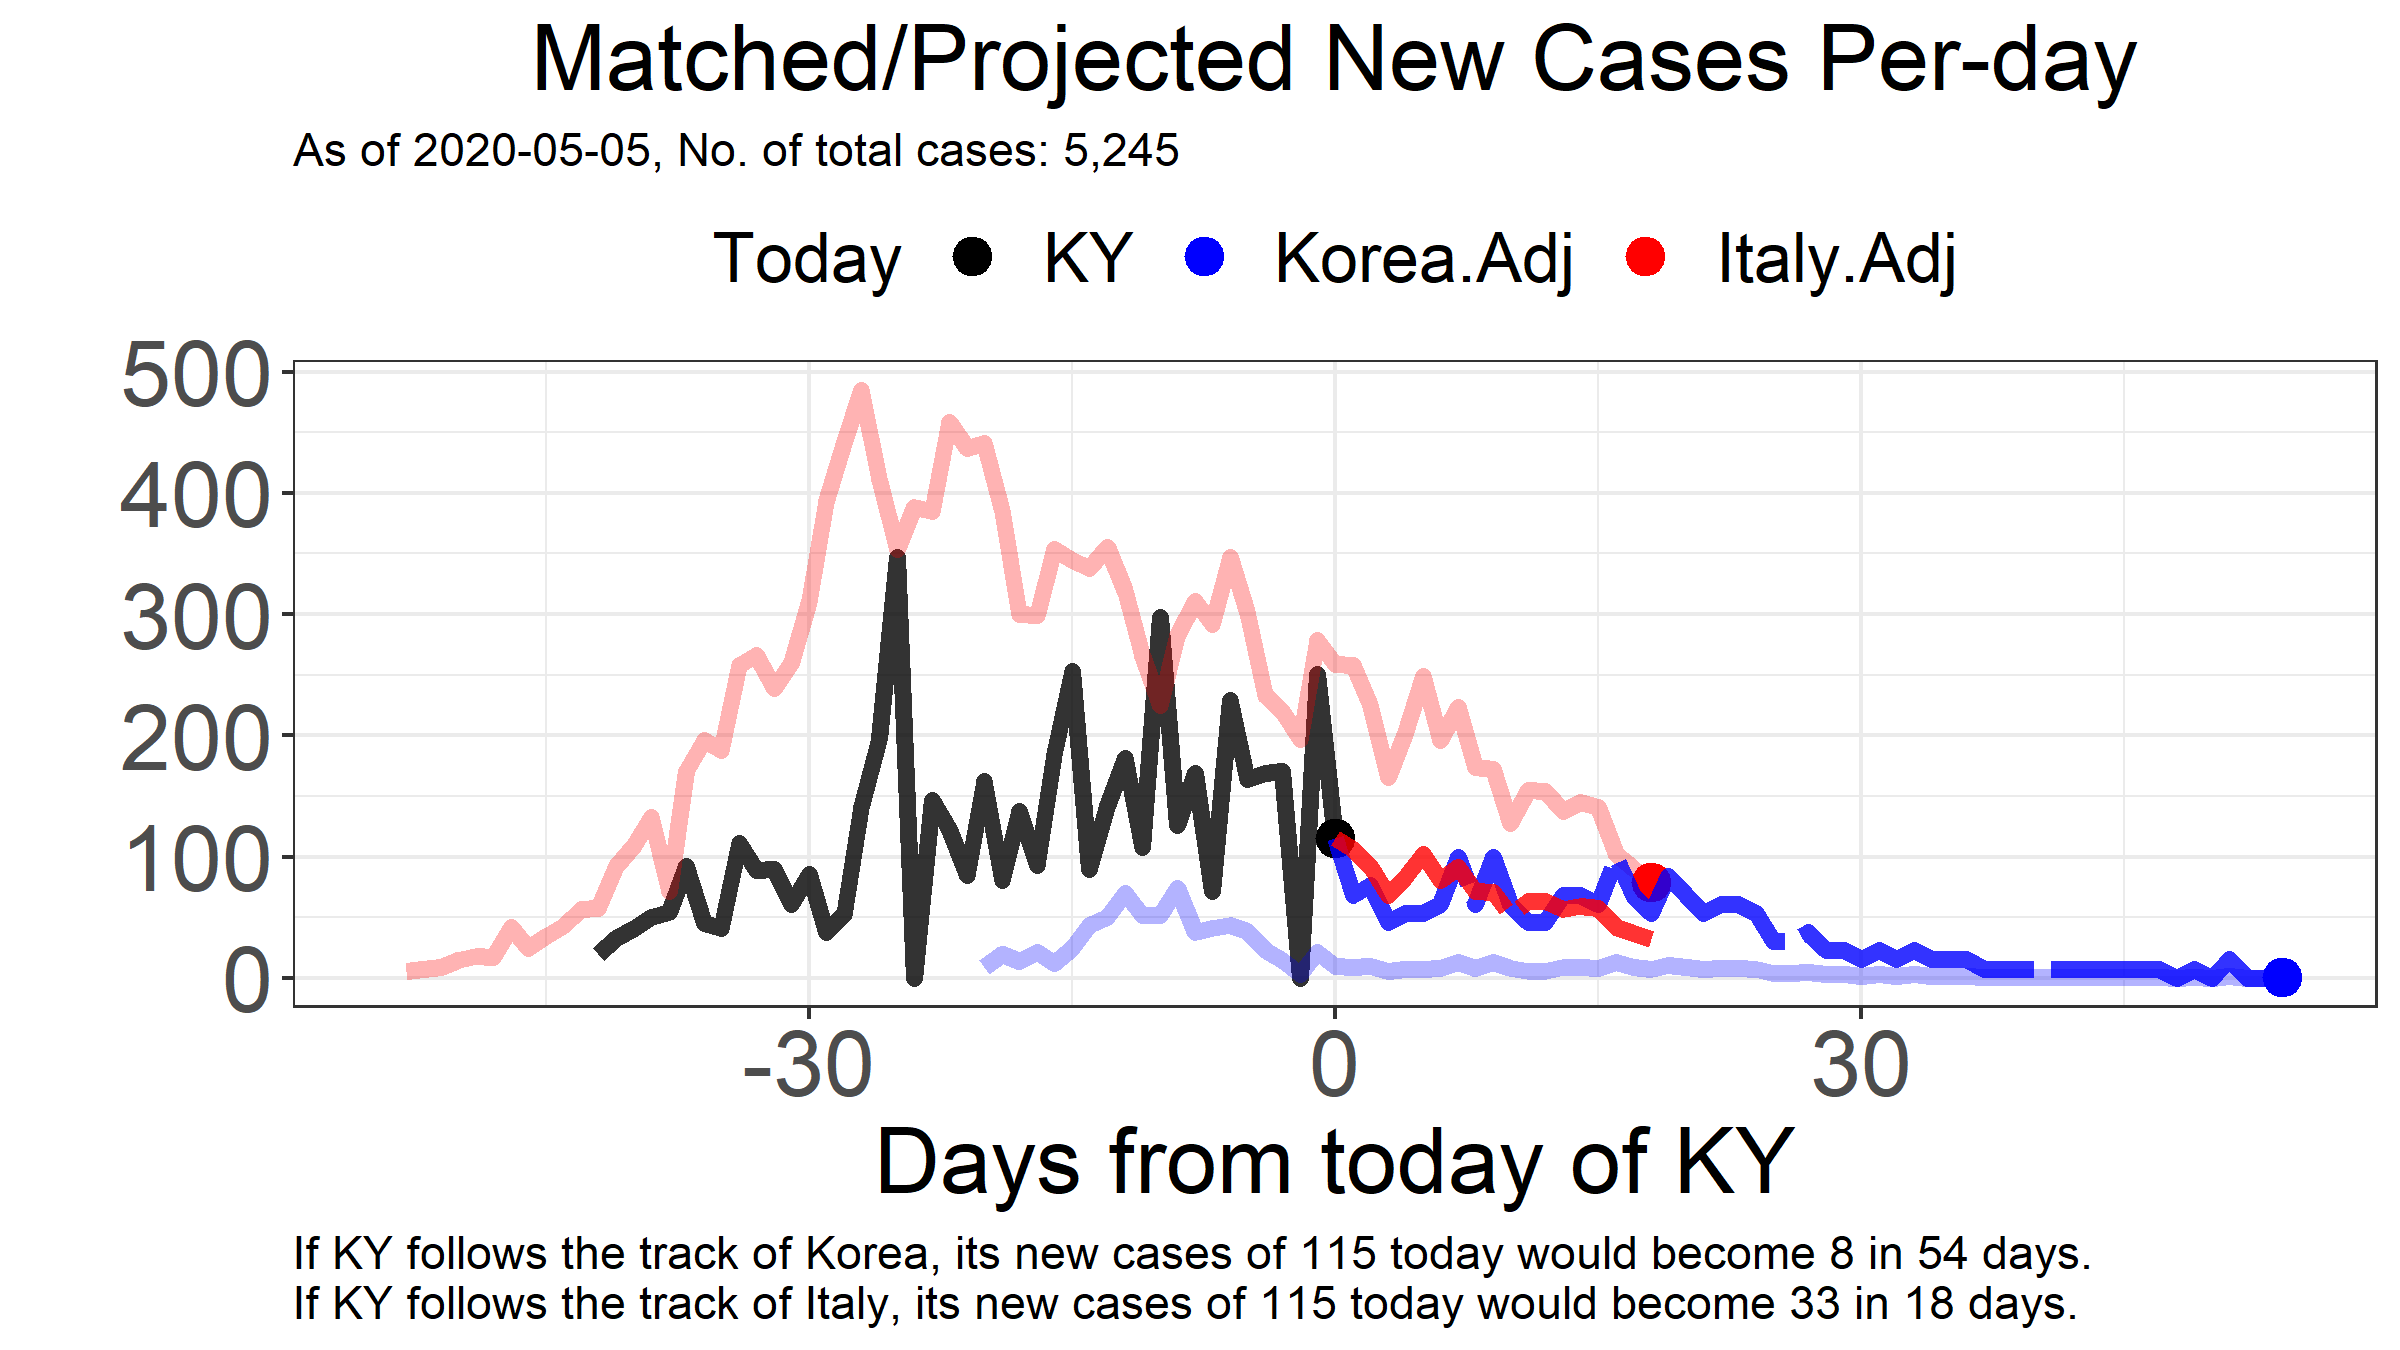 Matched/Projected New Cases Per-day
As of 2020-05-05, No. of total cases: 5,245
Today KY Korea.Adj Italy.Adj
500
400
300
200
100
0
-30 0 30
Days from today of KY
If KY follows the track of Korea, its new cases of 115 today would become 8 in 54 days.
If KY follows the track of Italy, its new cases of 115 today would become 33 in 18 days.